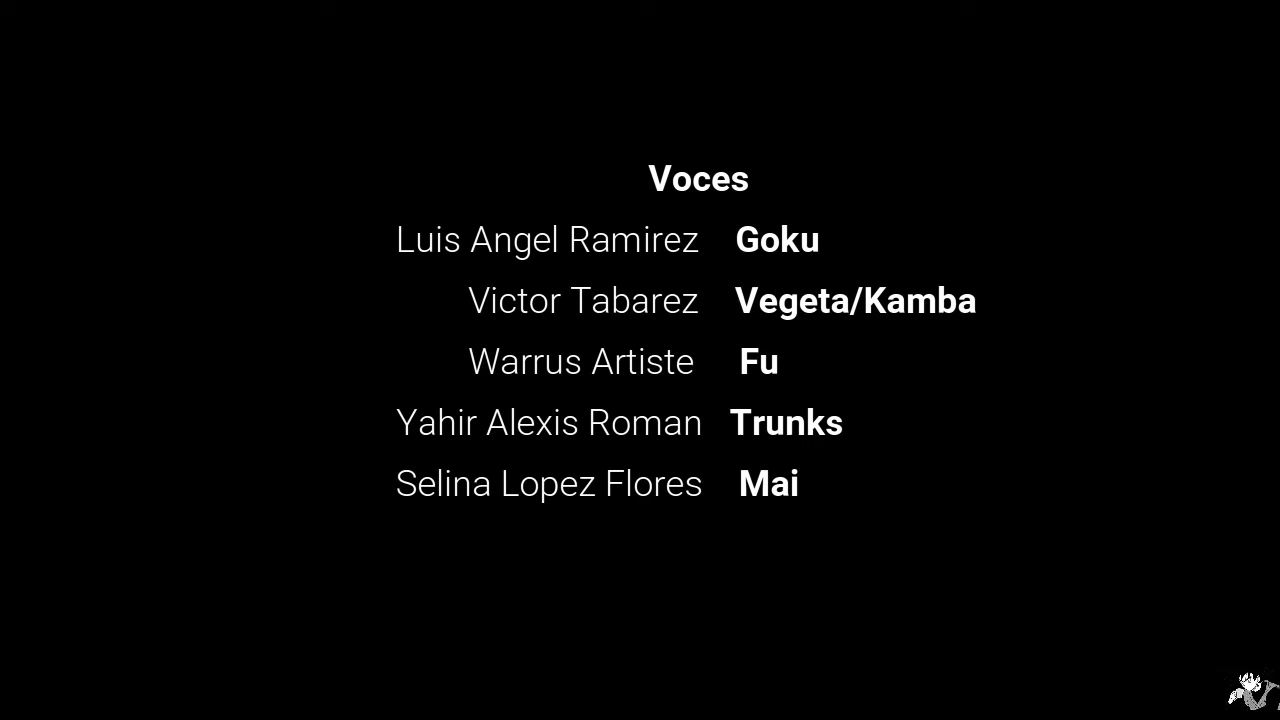 Voces
Luis Angel Ramirez Goku
Victor Tabarez Vegeta/Kamba
Warrus Artiste Fu
Yahir Alexis Roman Trunks
Selina Lopez Flores Mai